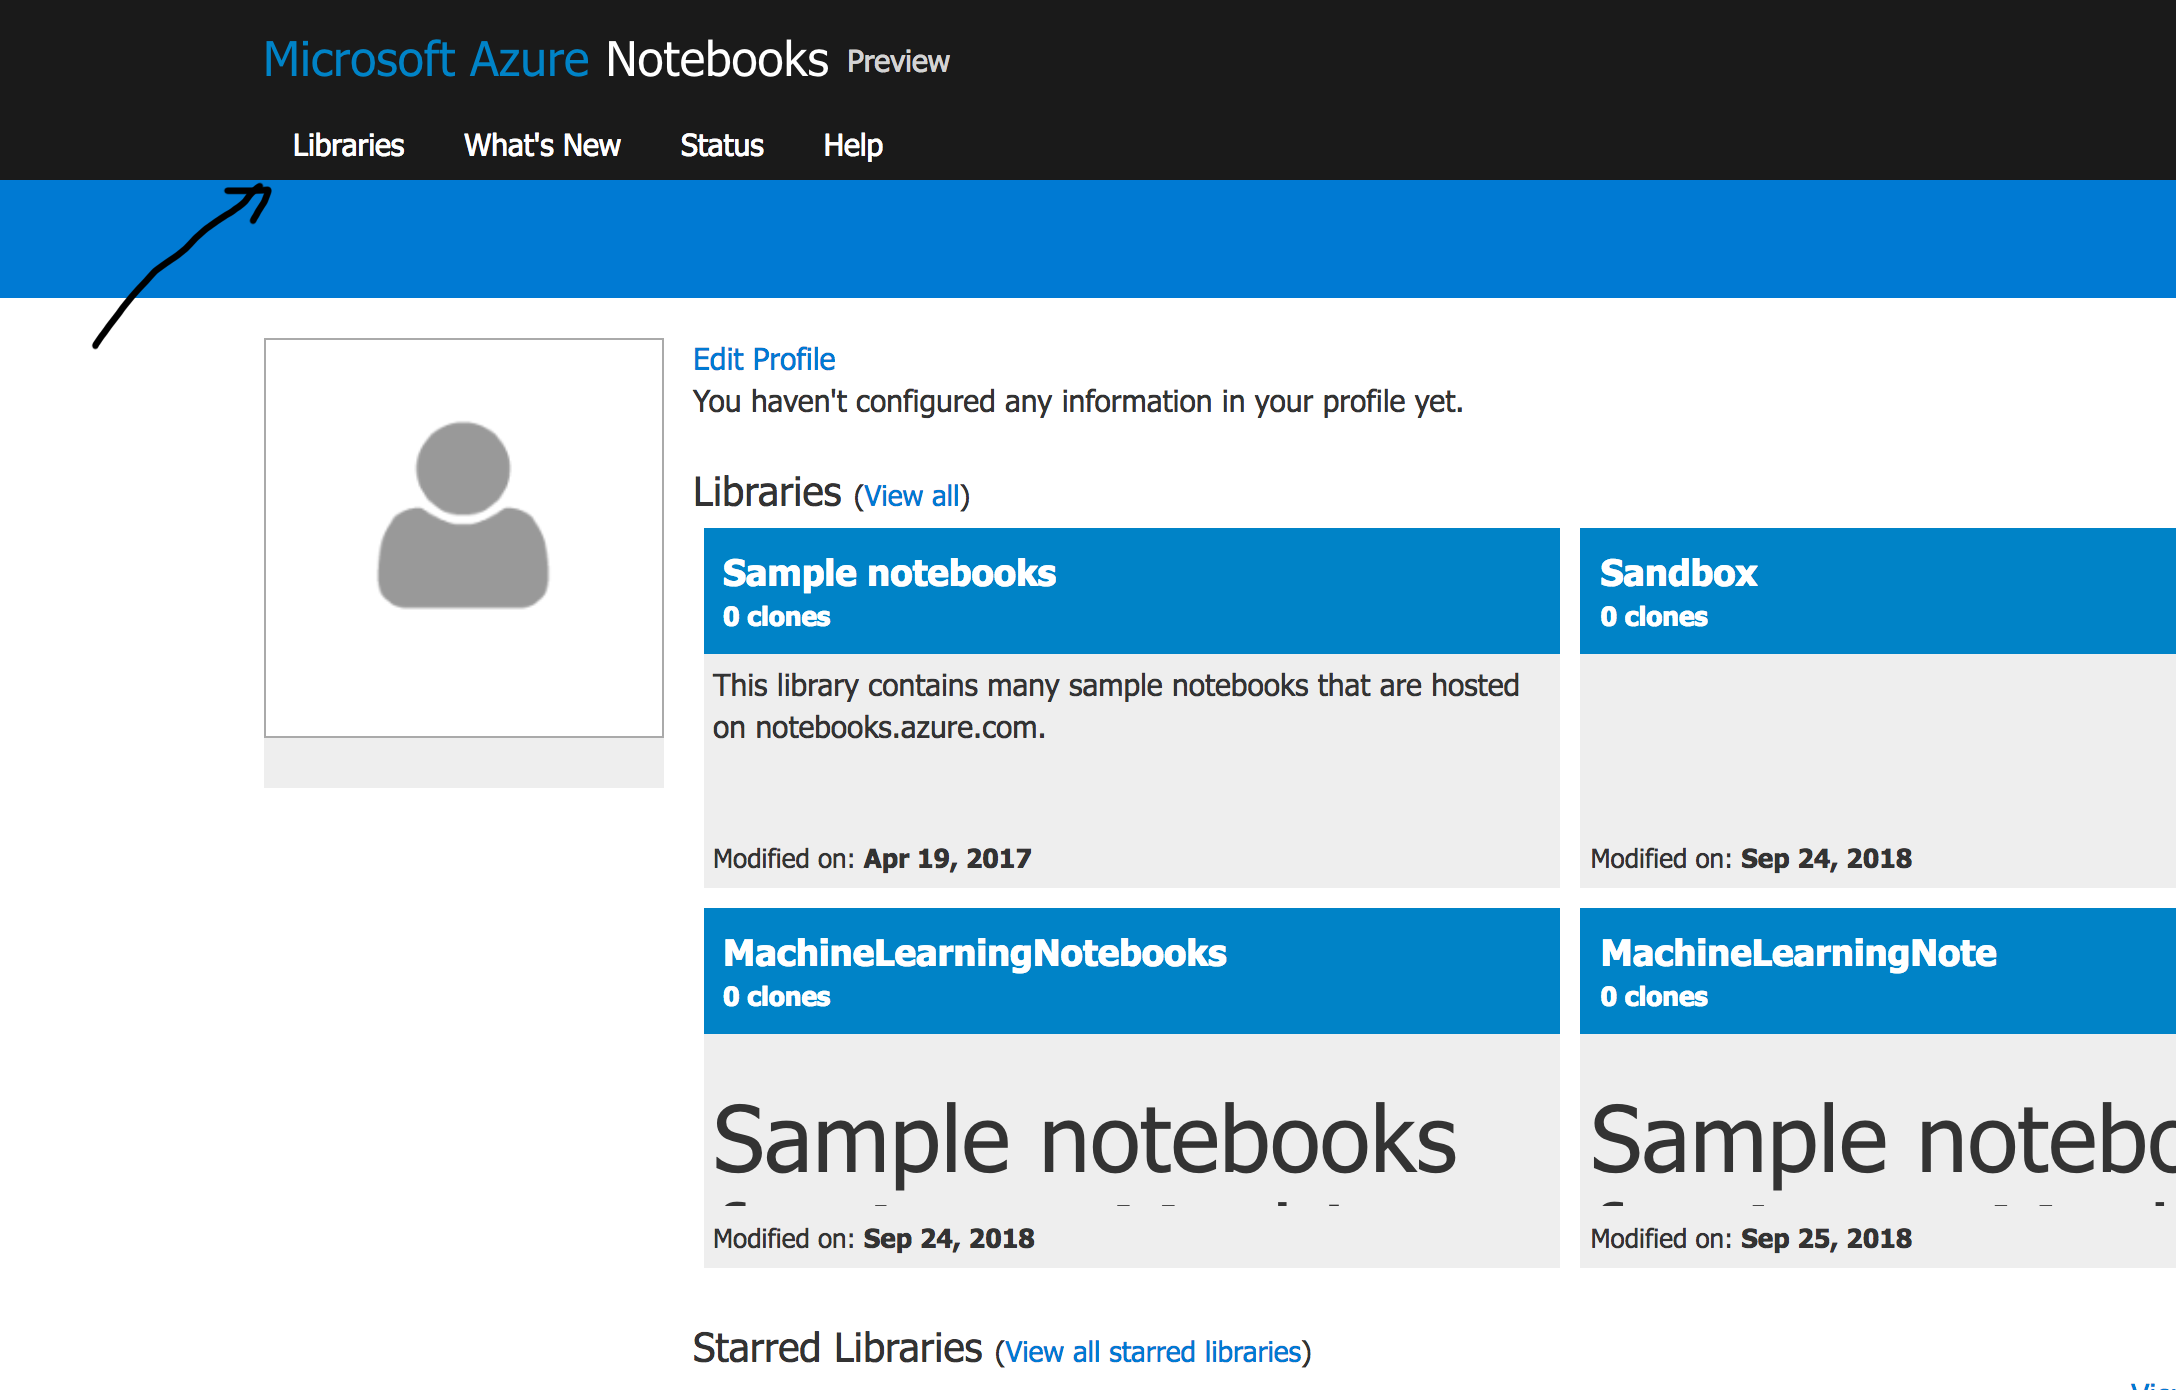 Microsoft Azure Notebooks Preview
Libraries What's New Status Help
Edit Profile
You haven't configured any information in your profile yet.
Libraries (View all)
Sample notebooks
0 clones
This library contains many sample notebooks that are hosted
on notebooks.azure.com.
Modified on: Apr 19, 2017
Sandbox
0 clones
Modified on: Sep 24, 2018
MachineLearningNotebooks
0 clones
Sample notebooks
Modified on: Sep 24, 2018
MachineLearningNote
0 clones
Sample notebo
Modified on: Sep 25, 2018
Starred Libraries (View all starred libraries)